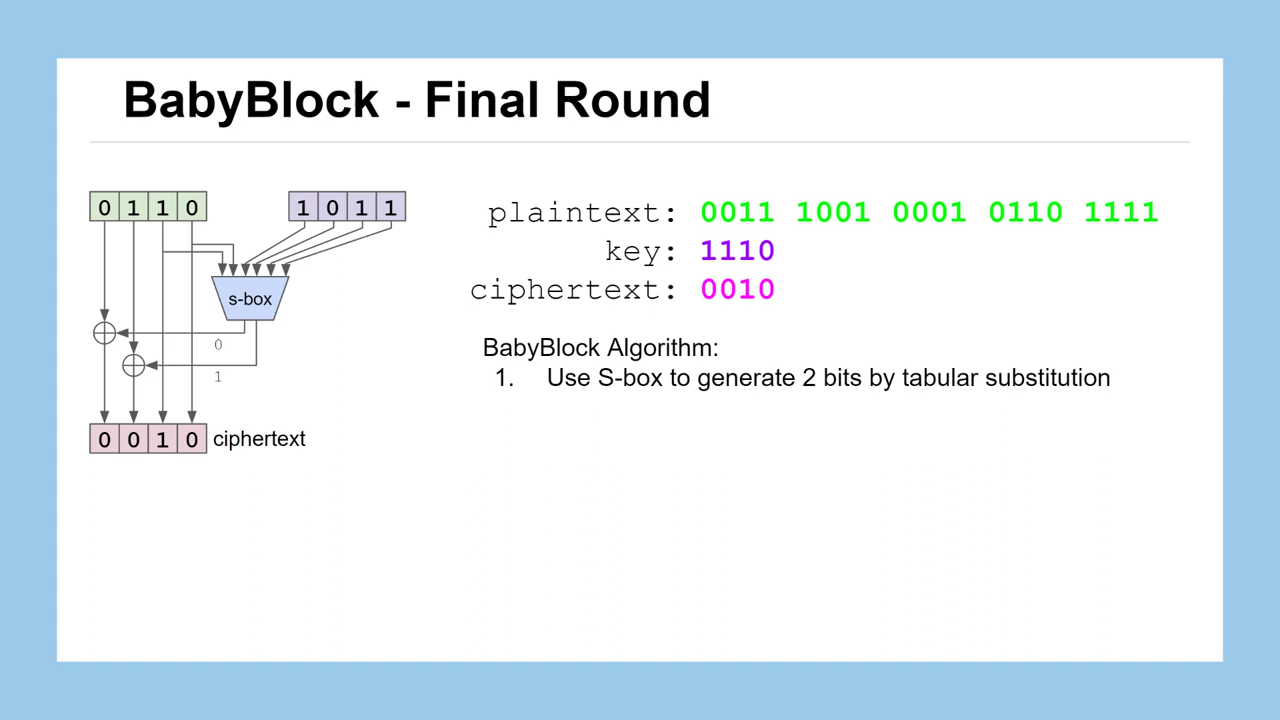 BabyBlock - Final Round
0 1 1 0
1 0 1 1
s-box
0
1
0 0 1 0 ciphertext
plaintext: 0011 1001 0001 0110 1111
key: 1110
ciphertext: 0010
BabyBlock Algorithm:
1. Use S-box to generate 2 bits by tabular substitution